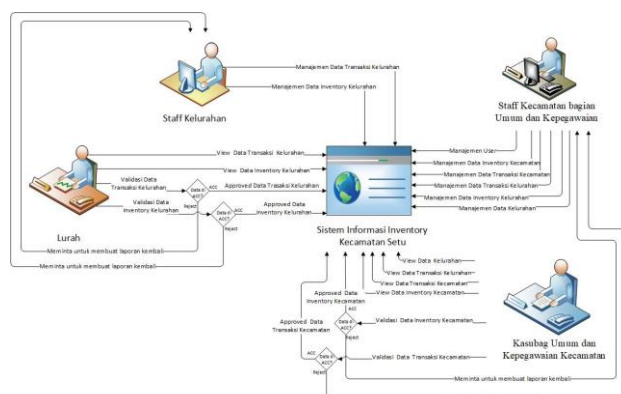 Manajemen Data Transaksi Kelurahan
Manajemen Data Inventory Kelurahan
Staff Kelurahan
Staff Kecamatan bagian
Umum dan Kepegawaian
View Data Transaksi Kelurahan
View Data Inventory Kelurahan
Validasi Data
Transaksi Kelurahan
Data di
ACC?
ACC
Reject
Approved Data Trasaksi Kelurahan
Validasi Data
Inventory Kelurahan
Data di
ACC?
ACC
Reject
Approved Data
Inventory Kelurahan
Lurah
Meminta untuk membuat laporan kembali
Meminta untuk membuat laporan kembali
Manajemen User
Manajemen Data Inventory Kecamatan
Manajemen Data Transaksi Kecamatan
Manajemen Data Transaksi Kelurahan
Manajemen Data Inventory Kelurahan
Manajemen Data Kelurahan
Sistem Informasi Inventory
Kecamatan Setu
View Data Kelurahan
View Data Transaksi Kelurahan
View Data Transaksi Kecamatan
View Data Inventory Kecamatan
Approved Data
Inventory Kecamatan
Approved Data
Transaksi Kecamatan
ACC
Data di
ACC?
Reject
Validasi Data Inventory Kecamatan
ACC
Data di
ACC?
Reject
Validasi Data Transaksi Kecamatan
Kasubag Umum dan
Kepegawaian Kecamatan
Meminta untuk membuat laporan kembali